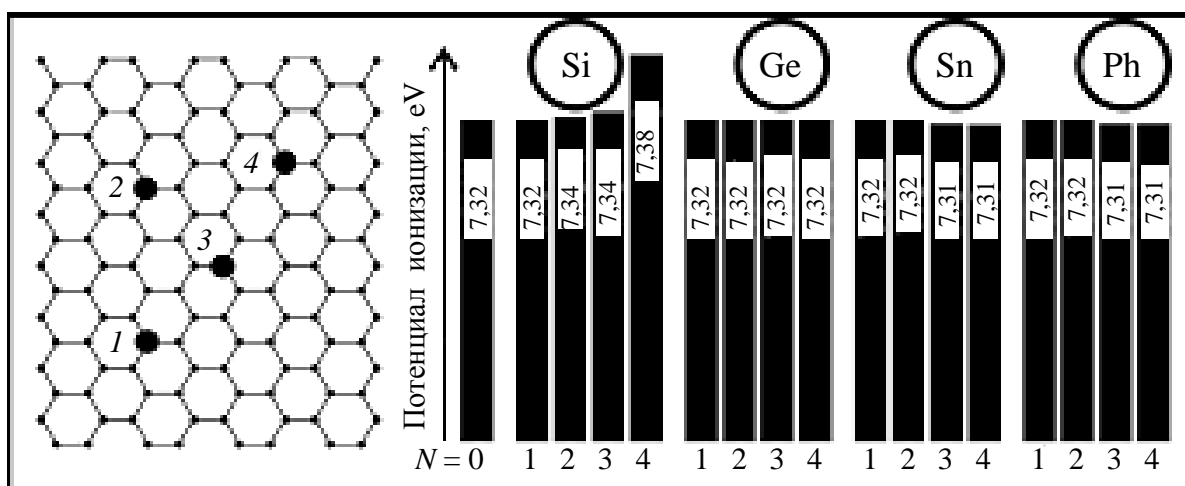 Si Ge Sn Ph
Потенциал ионизации, eV
4
2
3
1
7,32
7,32 7,34 7,34 7,38
7,32 7,32 7,32 7,32
7,32 7,32 7,31 7,31
7,32 7,32 7,31 7,31
N = 0 1 2 3 4 1 2 3 4 1 2 3 4 1 2 3 4